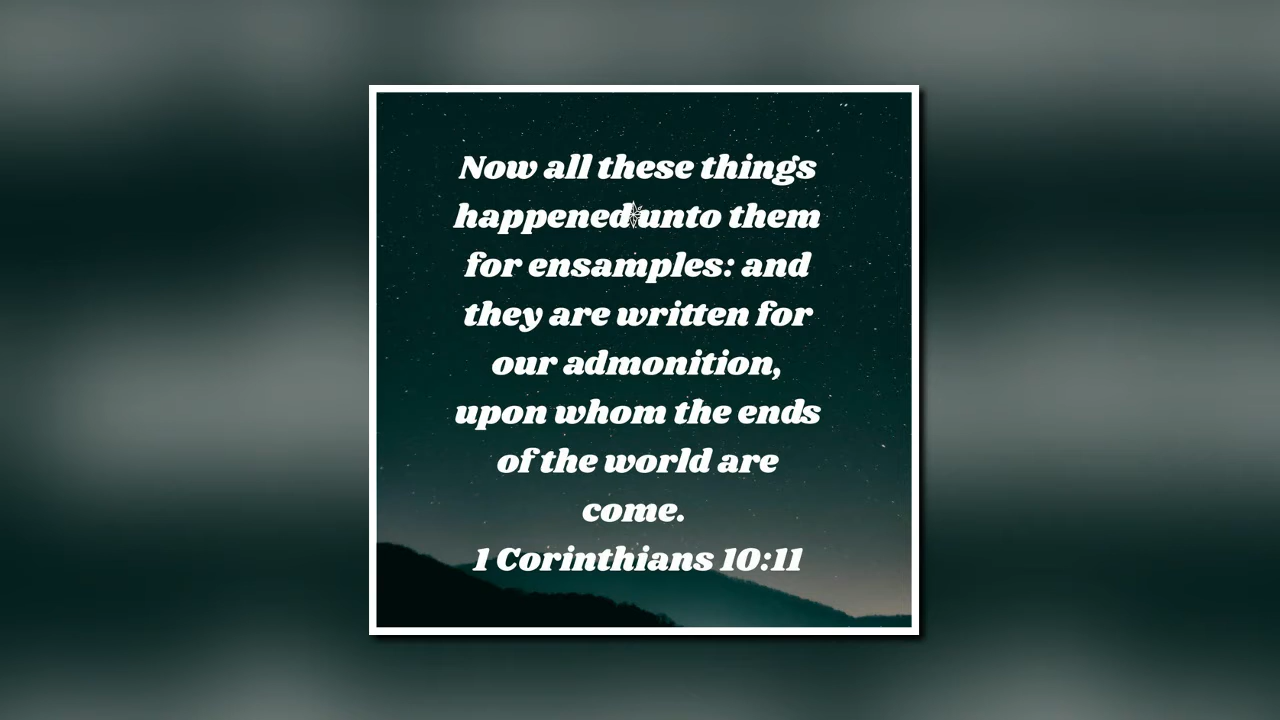 Now all these things
happened unto them
for ensamples: and
they are written for
our admonition,
upon whom the ends
of the world are
come.
1 Corinthians 10:11